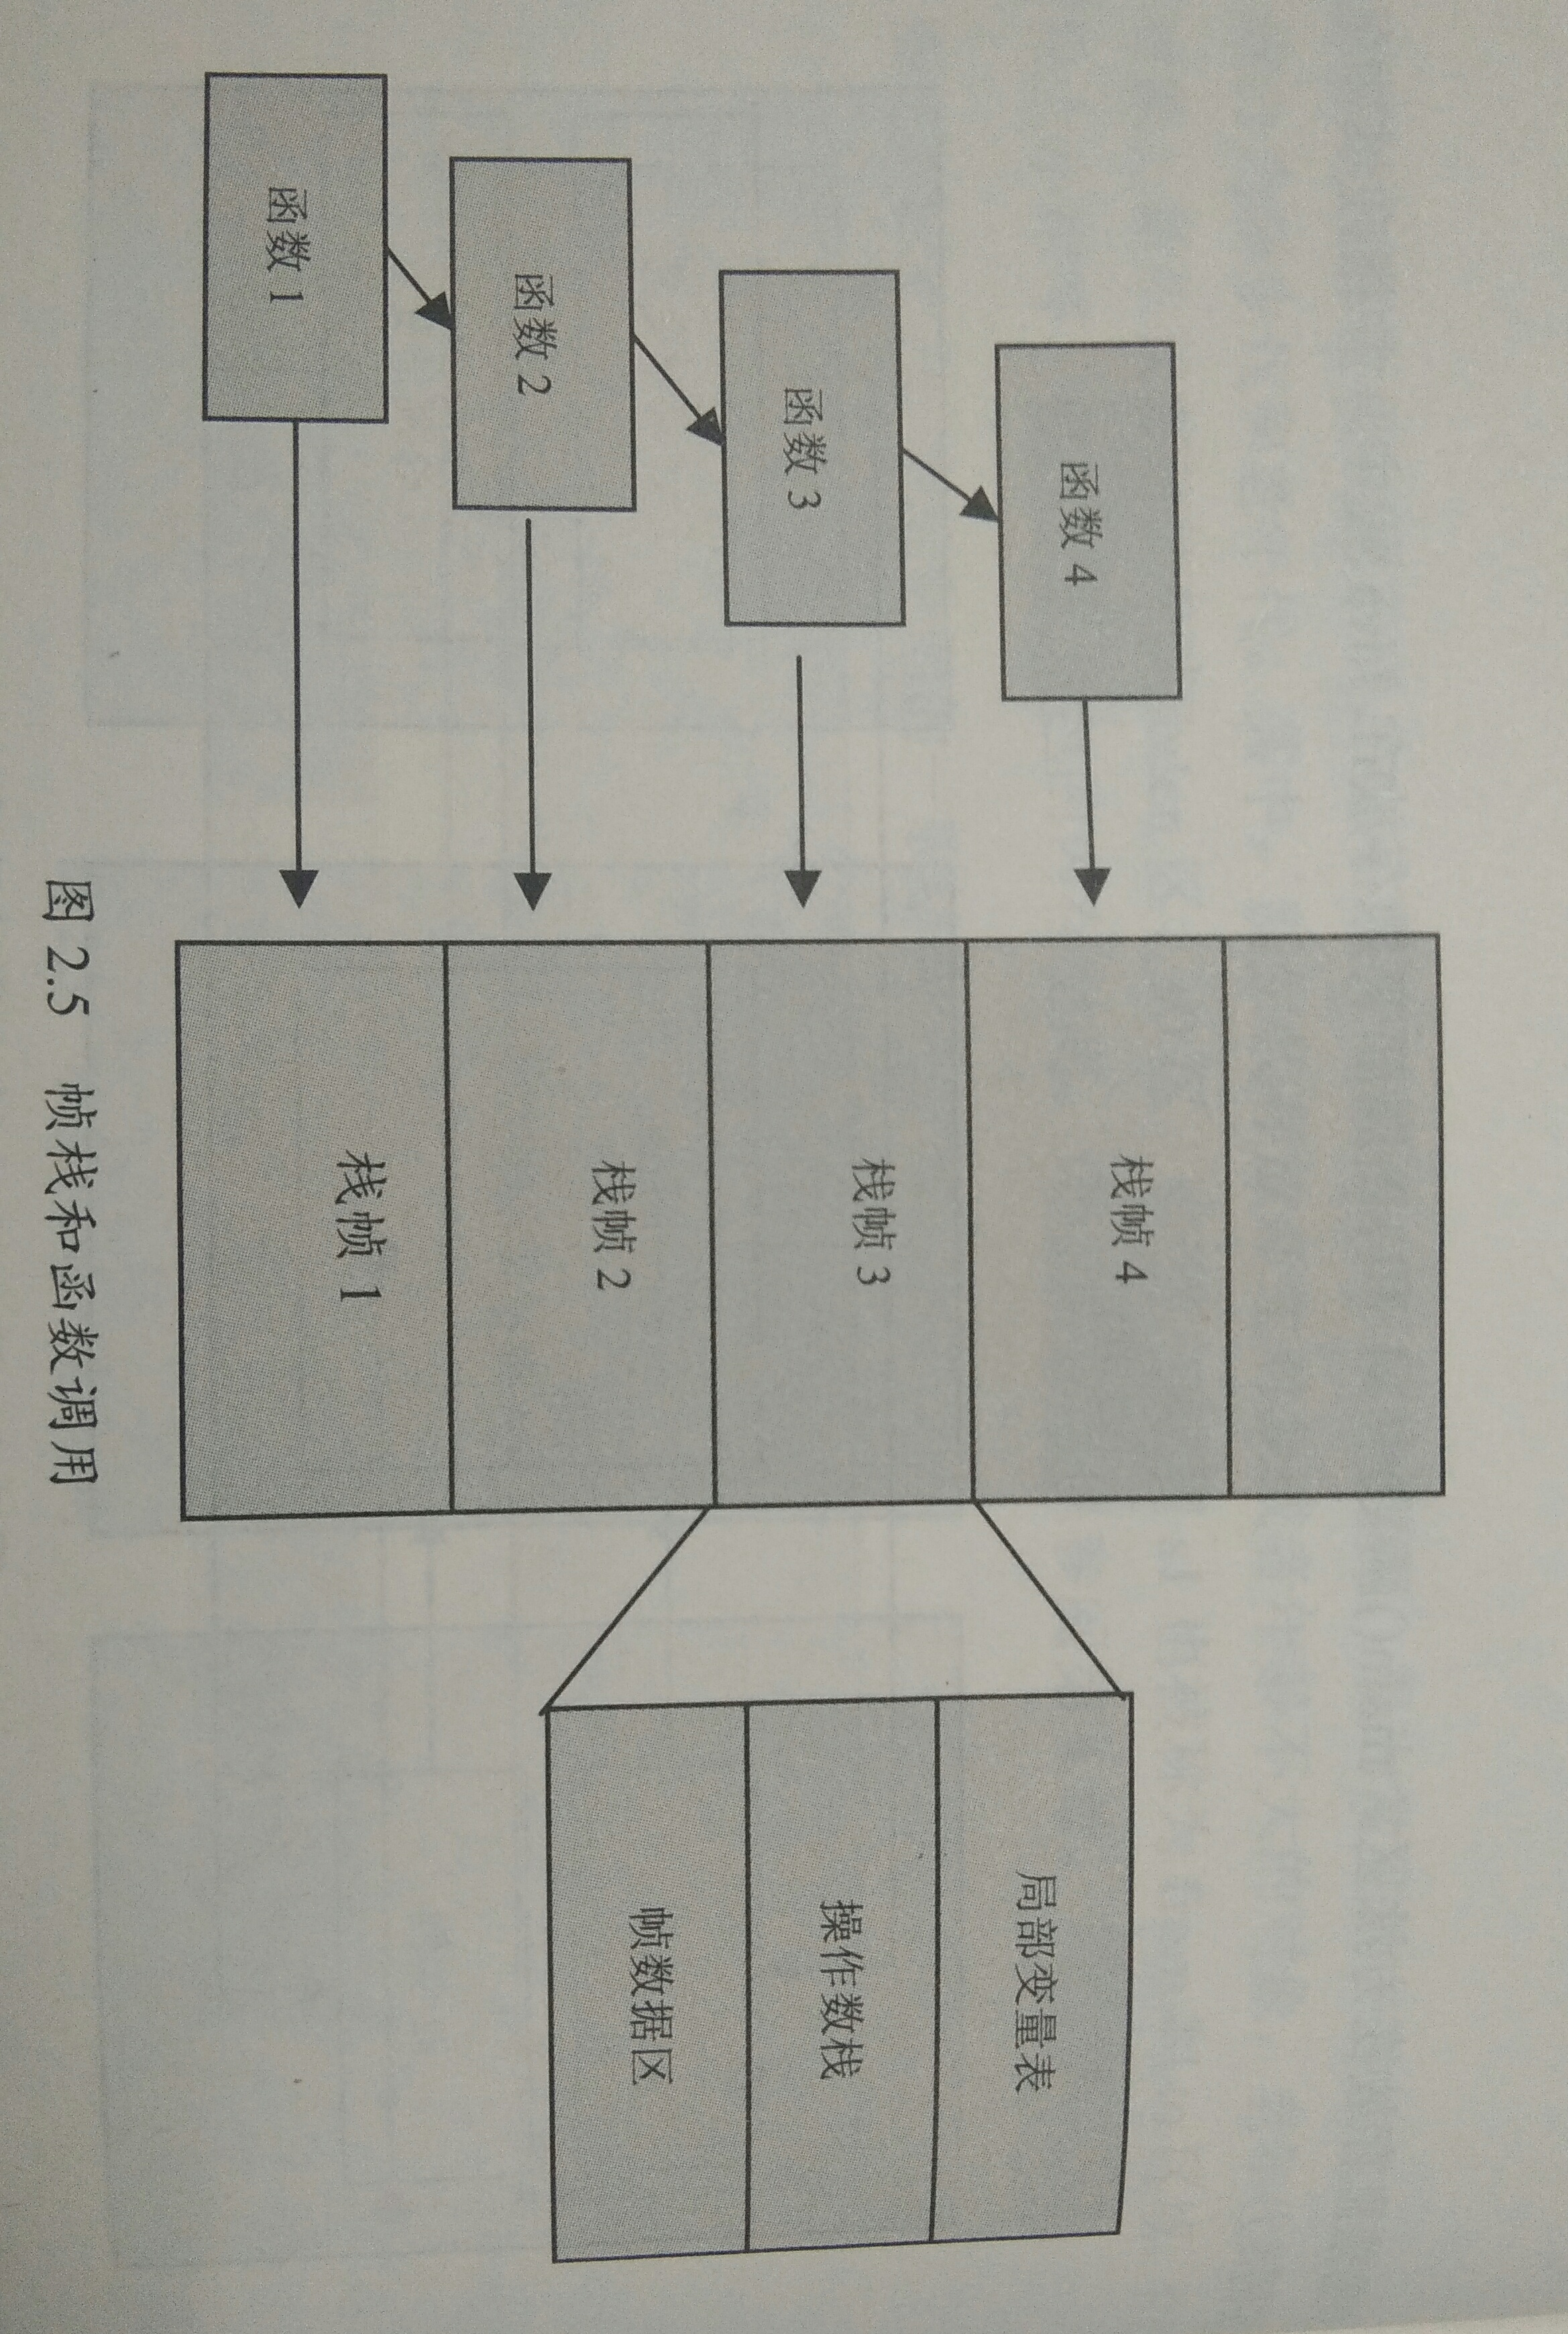 函数 4
函数 3
函数 2
函数 1
栈帧 4
栈帧 3
栈帧 2
栈帧 1
局部变量表
操作数栈
帧数据区
图 2.5 帧栈和函数调用